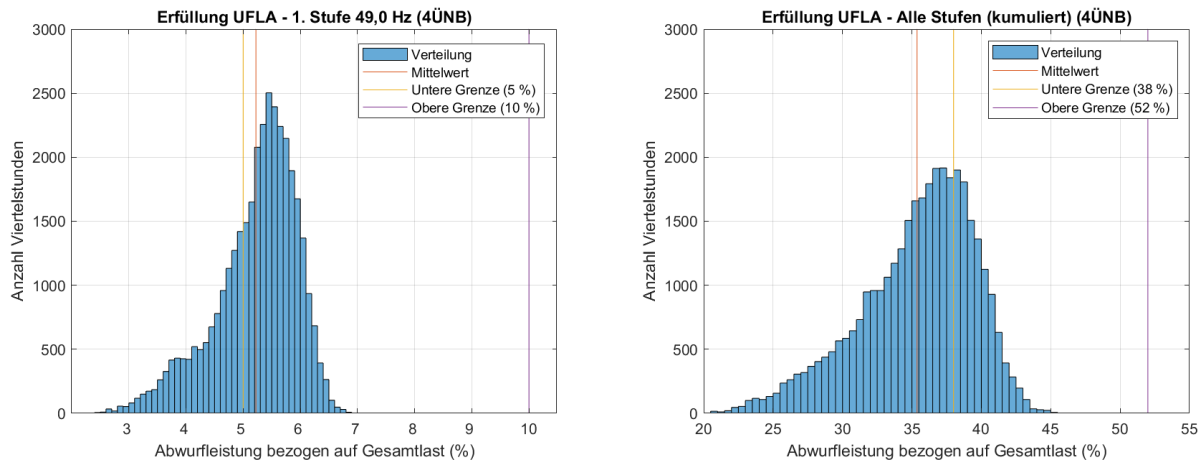 Erfüllung UFLA - 1. Stufe 49,0 Hz (4ÜNB)
3000
2500
2000
1500
1000
500
0
Anzahl Viertelstunden
Verteilung
Mittelwert
Untere Grenze (5 %)
Obere Grenze (10 %)
3 4 5 6 7 8 9 10
Abwurfleistung bezogen auf Gesamtlast (%)
Erfüllung UFLA - Alle Stufen (kumuliert) (4ÜNB)
3000
2500
2000
1500
1000
500
0
Anzahl Viertelstunden
Verteilung
Mittelwert
Untere Grenze (38 %)
Obere Grenze (52 %)
20 25 30 35 40 45 50 55
Abwurfleistung bezogen auf Gesamtlast (%)